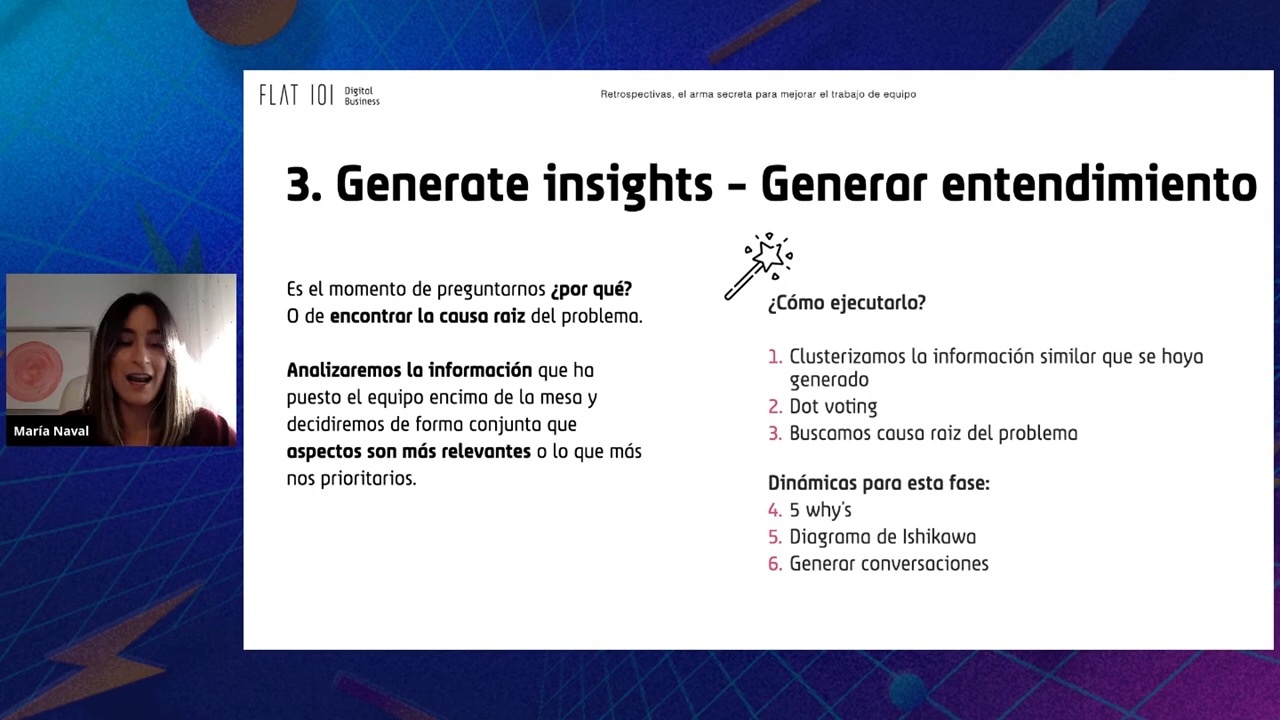 FLAT 101 Digital
Business
Retrospectivas, el arma secreta para mejorar el trabajo de equipo
3. Generate insights - Generar entendimiento
Es el momento de preguntarnos ¿por qué?
O de encontrar la causa raiz del problema.
Analizaremos la información que ha
puesto el equipo encima de la mesa y
decidiremos de forma conjunta que
aspectos son más relevantes o lo que más
nos prioritarios.
¿Cómo ejecutarlo?
1. Clusterizamos la información similar que se haya
generado
2. Dot voting
3. Buscamos causa raiz del problema
Dinámicas para esta fase:
4. 5 why's
5. Diagrama de Ishikawa
6. Generar conversaciones
María Naval